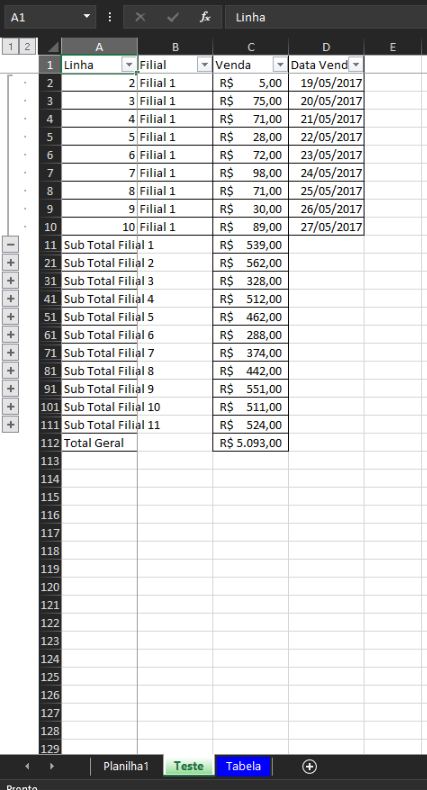 A1 Linha
1 2 A B C D E
1 Linha Filial Venda Data Vend
2 2 Filial 1 R$ 5,00 19/05/2017
3 3 Filial 1 R$ 75,00 20/05/2017
4 4 Filial 1 R$ 71,00 21/05/2017
5 5 Filial 1 R$ 28,00 22/05/2017
6 6 Filial 1 R$ 72,00 23/05/2017
7 7 Filial 1 R$ 98,00 24/05/2017
8 8 Filial 1 R$ 71,00 25/05/2017
9 9 Filial 1 R$ 30,00 26/05/2017
10 10 Filial 1 R$ 89,00 27/05/2017
11 Sub Total Filial 1 R$ 539,00
21 Sub Total Filial 2 R$ 562,00
31 Sub Total Filial 3 R$ 328,00
41 Sub Total Filial 4 R$ 512,00
51 Sub Total Filial 5 R$ 462,00
61 Sub Total Filial 6 R$ 288,00
71 Sub Total Filial 7 R$ 374,00
81 Sub Total Filial 8 R$ 442,00
91 Sub Total Filial 9 R$ 551,00
101 Sub Total Filial 10 R$ 511,00
111 Sub Total Filial 11 R$ 524,00
112 Total Geral R$ 5.093,00
113
114
115
116
117
118
119
120
121
122
123
124
125
126
127
128
129
Planilha1 Teste Tabela
Pronto